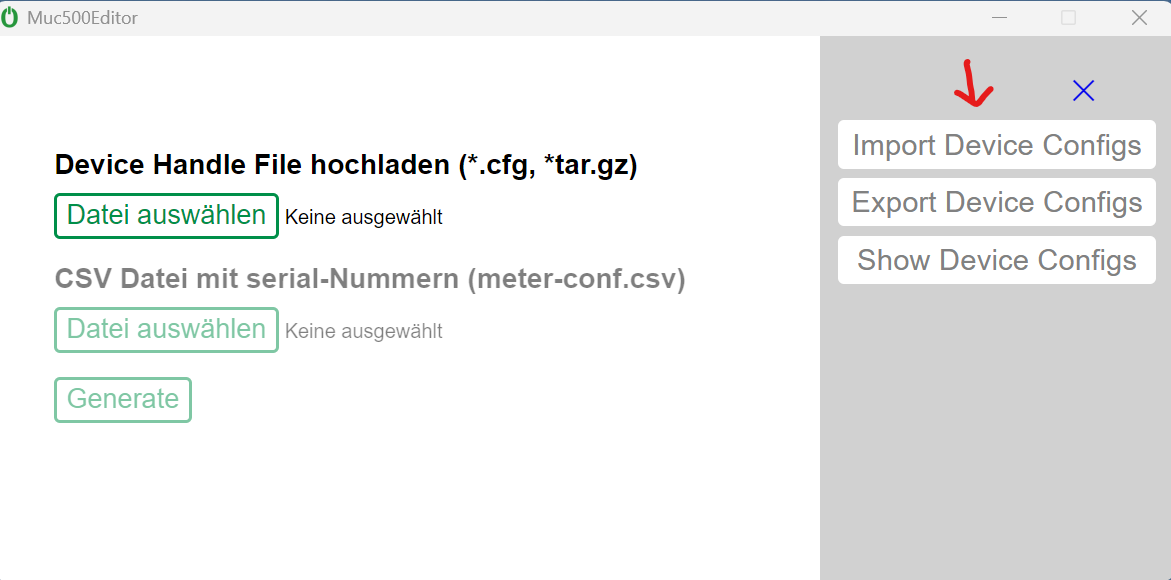 Muc500Editor
Device Handle File hochladen (*.cfg, *tar.gz)
Datei auswählen Keine ausgewählt
CSV Datei mit serial-Nummern (meter-conf.csv)
Datei auswählen Keine ausgewählt
Generate
Import Device Configs
Export Device Configs
Show Device Configs